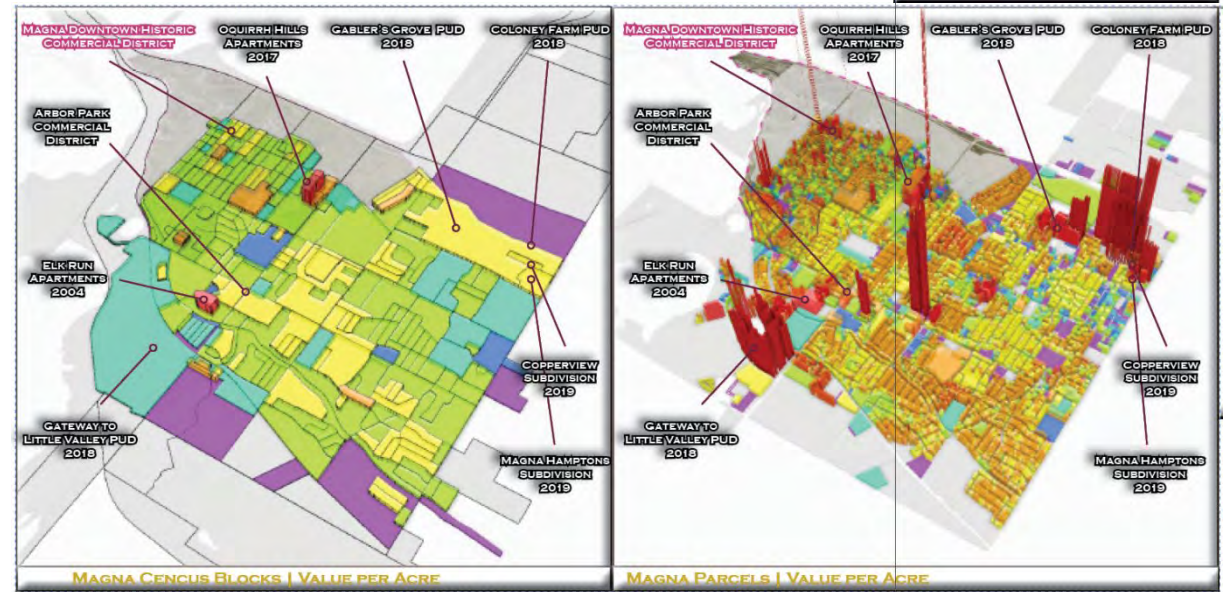 Magna Downtown Historic
Commercial District
Oquirrh Hills
Apartments
2017
Gabler's Grove PUD
2018
Coloney Farm PUD
2018
Arbor Park
Commercial
District
Elk Run
Apartments
2004
Gateway to
Little Valley PUD
2018
Copperview
Subdivision
2019
Magna Hamptons
Subdivision
2019
Magna Cencus Blocks | Value per Acre
Magna Downtown Historic
Commercial District
Oquirrh Hills
Apartments
2017
Gabler's Grove PUD
2018
Coloney Farm PUD
2018
Arbor Park
Commercial
District
Elk Run
Apartments
2004
Gateway to
Little Valley PUD
2018
Copperview
Subdivision
2019
Magna Hamptons
Subdivision
2019
Magna Parcels | Value per Acre